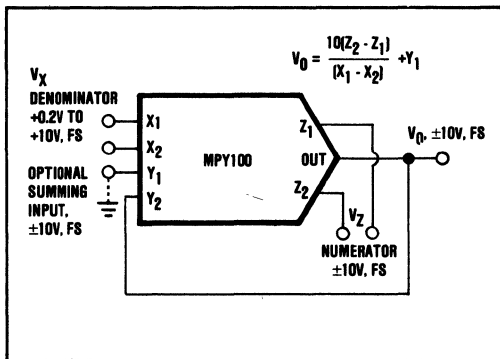 V₀ = 10(Z₂ - Z₁) / (X₁ - X₂) + Y₁
Vₓ
DENOMINATOR
+0.2V TO
+10V, FS
OPTIONAL
SUMMING
INPUT,
±10V, FS
X₁
X₂
Y₁
Y₂
MPY100
Z₁
OUT
Z₂
V₀, ±10V, FS
V_Z
NUMERATOR
±10V, FS